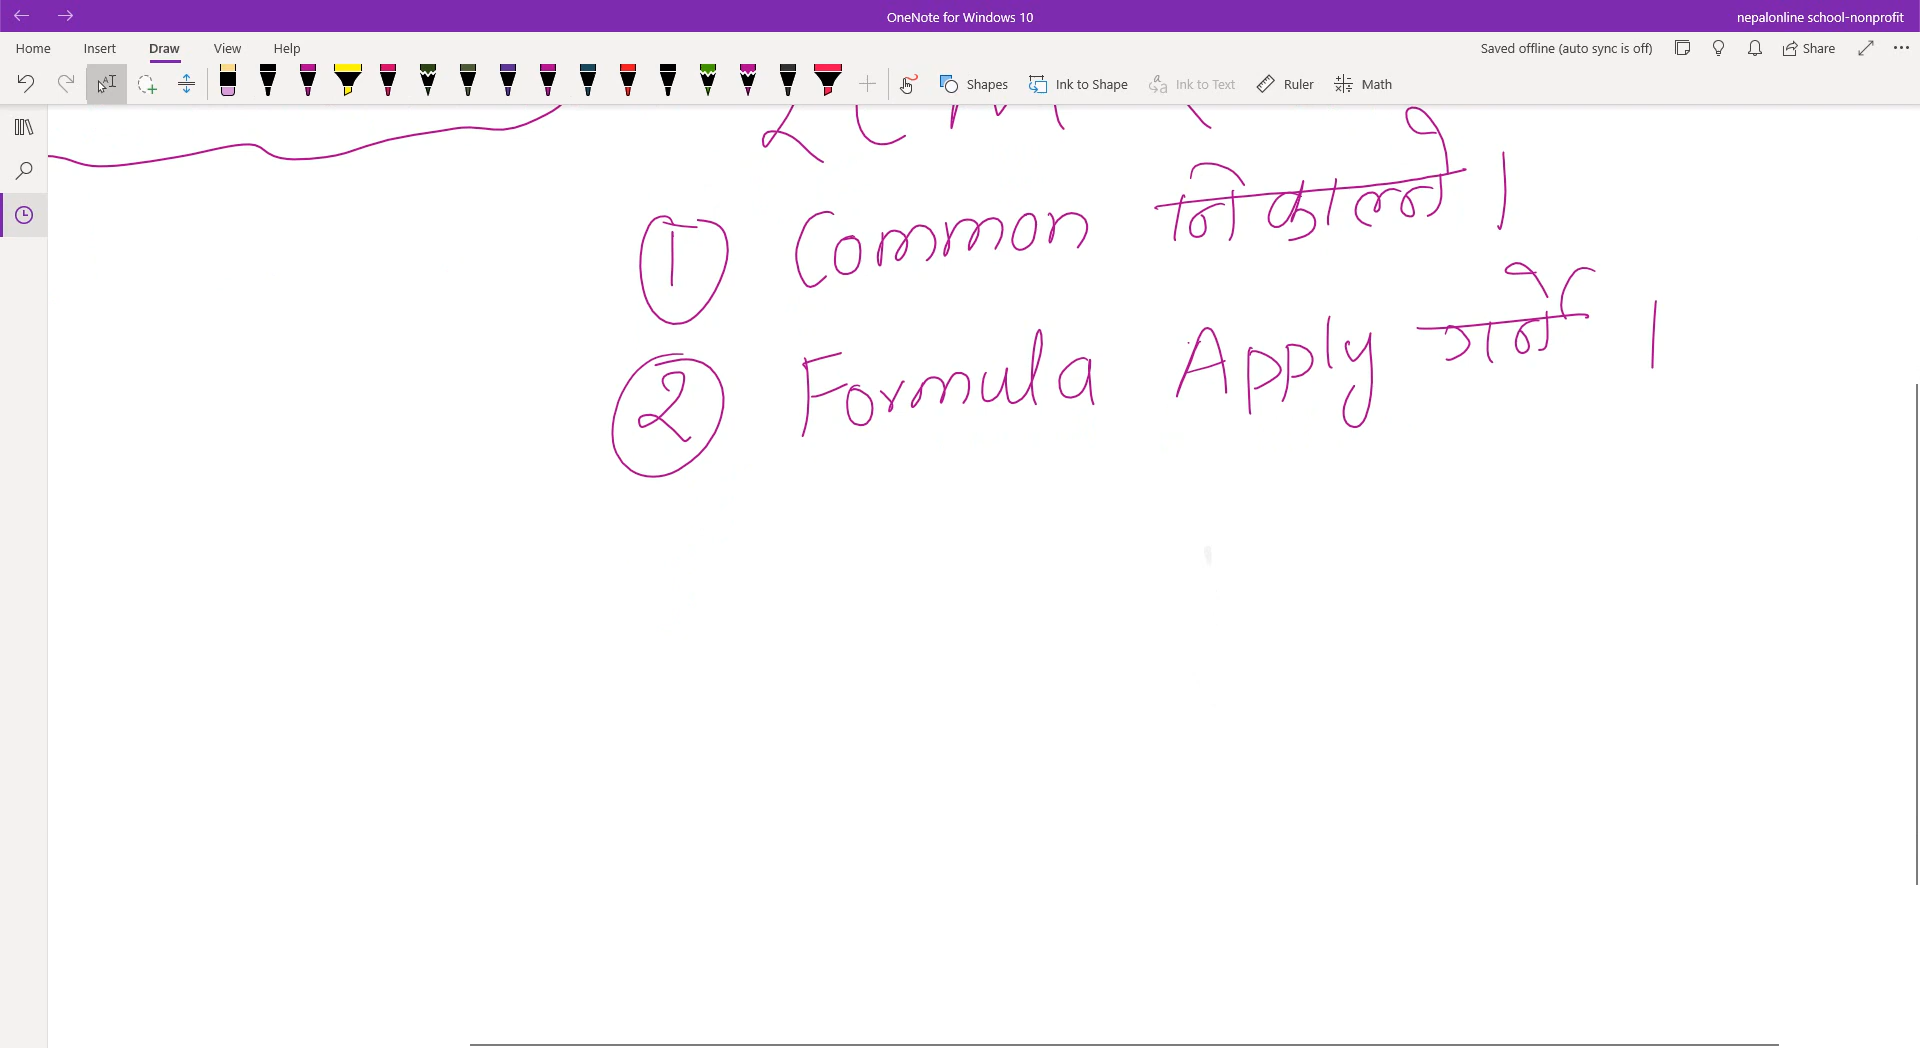 OneNote for Windows 10
nepalonline school-nonprofit
Home Insert Draw View Help
Saved offline (auto sync is off) Share
Shapes Ink to Shape Ink to Text Ruler Math
1 Common निकाल्ने ।
2 Formula Apply गर्ने ।